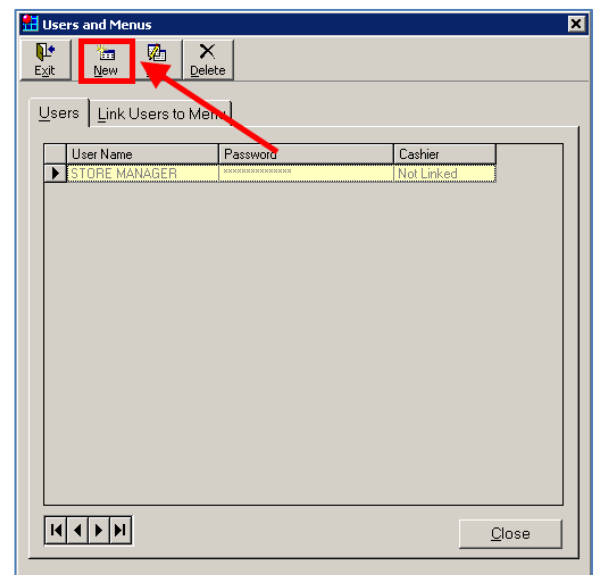 Users and Menus
Exit New Delete
Users Link Users to Menu
User Name Password Cashier
STORE MANAGER ×××××××××××××× Not Linked
Close